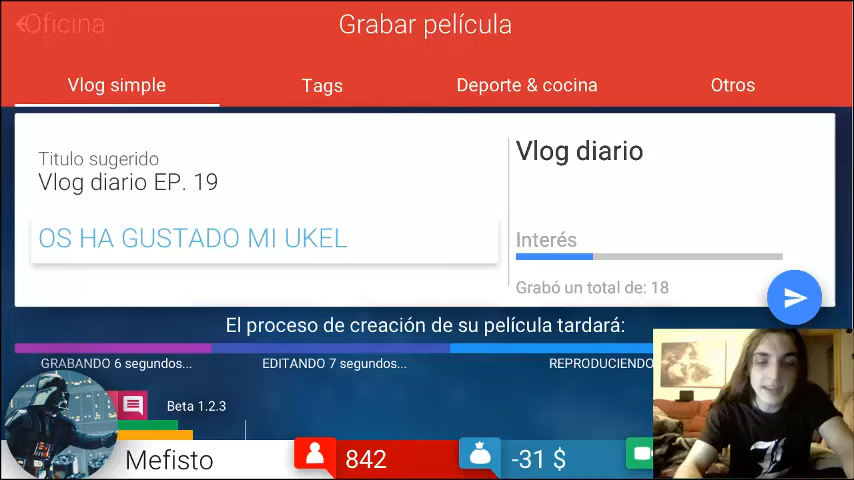 Oficina
Grabar película
Vlog simple
Tags
Deporte & cocina
Otros
Titulo sugerido
Vlog diario EP. 19
OS HA GUSTADO MI UKEL
Vlog diario
Interés
Grabó un total de: 18
El proceso de creación de su película tardará:
GRABANDO 6 segundos...
EDITANDO 7 segundos...
REPRODUCIENDO
Beta 1.2.3
Mefisto
842
-31 $